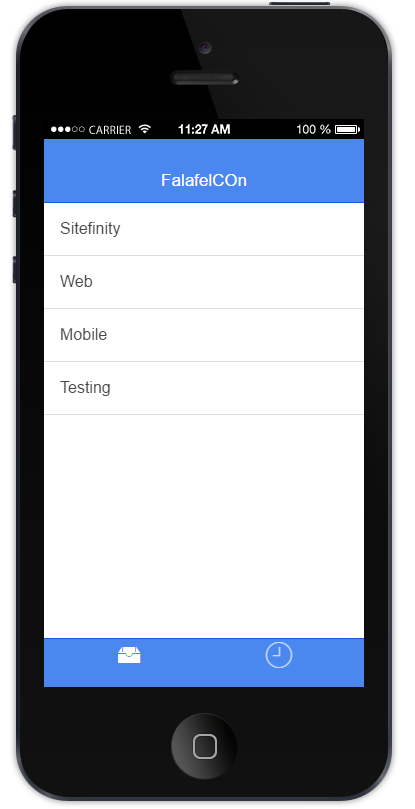 CARRIER 11:27 AM 100 %
FalafelCOn
Sitefinity
Web
Mobile
Testing